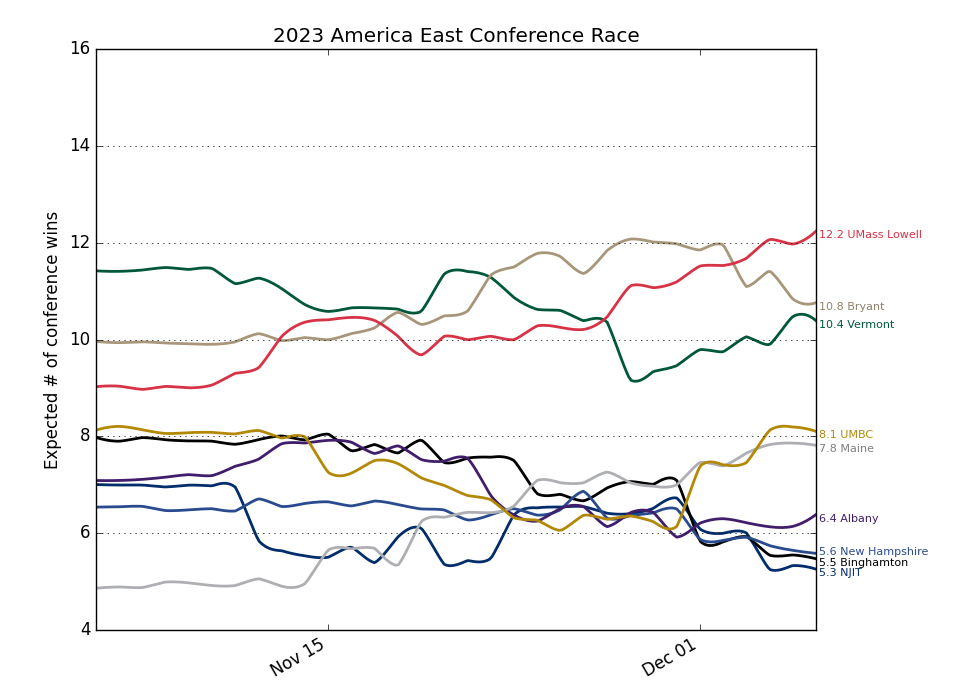 2023 America East Conference Race
Expected # of conference wins
16
14
12
10
8
6
4
Nov 15
Dec 01
12.2 UMass Lowell
10.8 Bryant
10.4 Vermont
8.1 UMBC
7.8 Maine
6.4 Albany
5.6 New Hampshire
5.5 Binghamton
5.3 NJIT